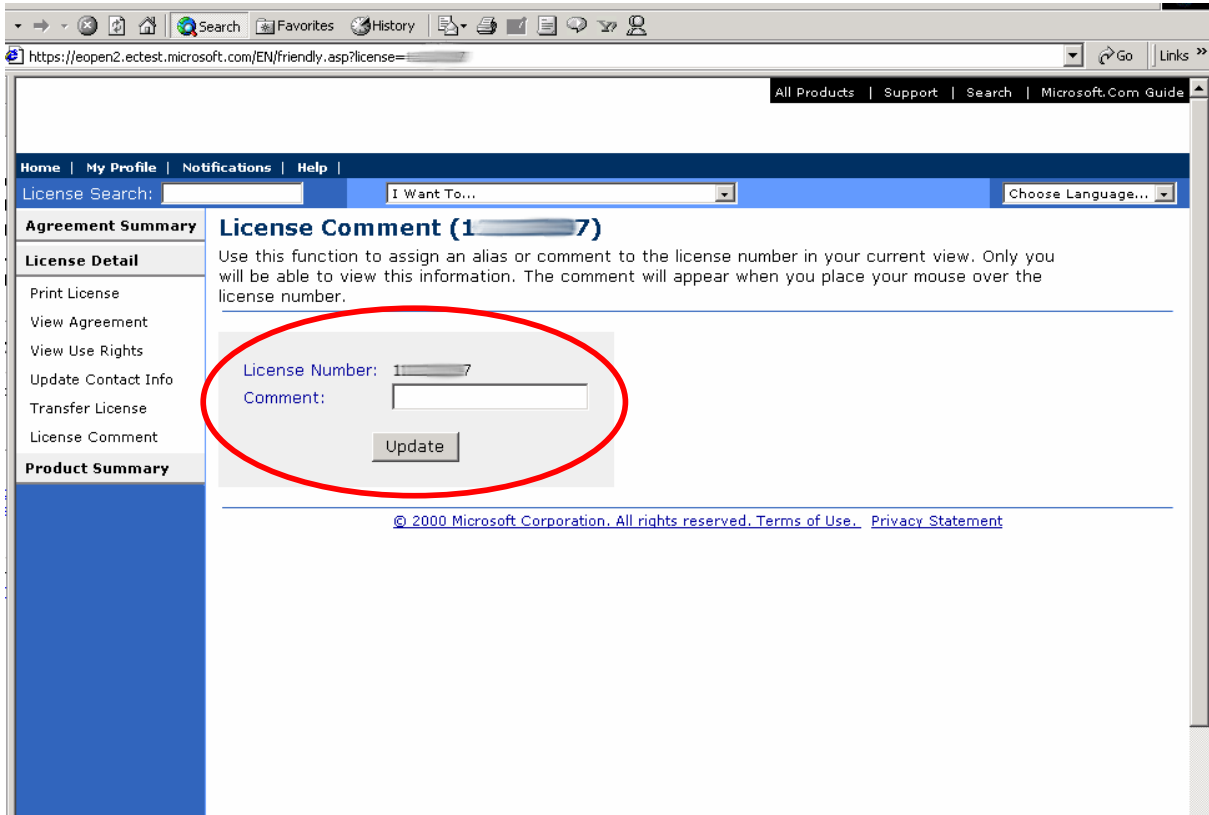 Search Favorites History
https://eopen2.ectest.microsoft.com/EN/friendly.asp?license= Go Links »
All Products | Support | Search | Microsoft.Com Guide
Home | My Profile | Notifications | Help |
License Search: I Want To... Choose Language...
Agreement Summary
License Detail
Print License
View Agreement
View Use Rights
Update Contact Info
Transfer License
License Comment
Product Summary
License Comment (1 7)
Use this function to assign an alias or comment to the license number in your current view. Only you
will be able to view this information. The comment will appear when you place your mouse over the
license number.
License Number: 1 7
Comment:
Update
© 2000 Microsoft Corporation. All rights reserved. Terms of Use. Privacy Statement